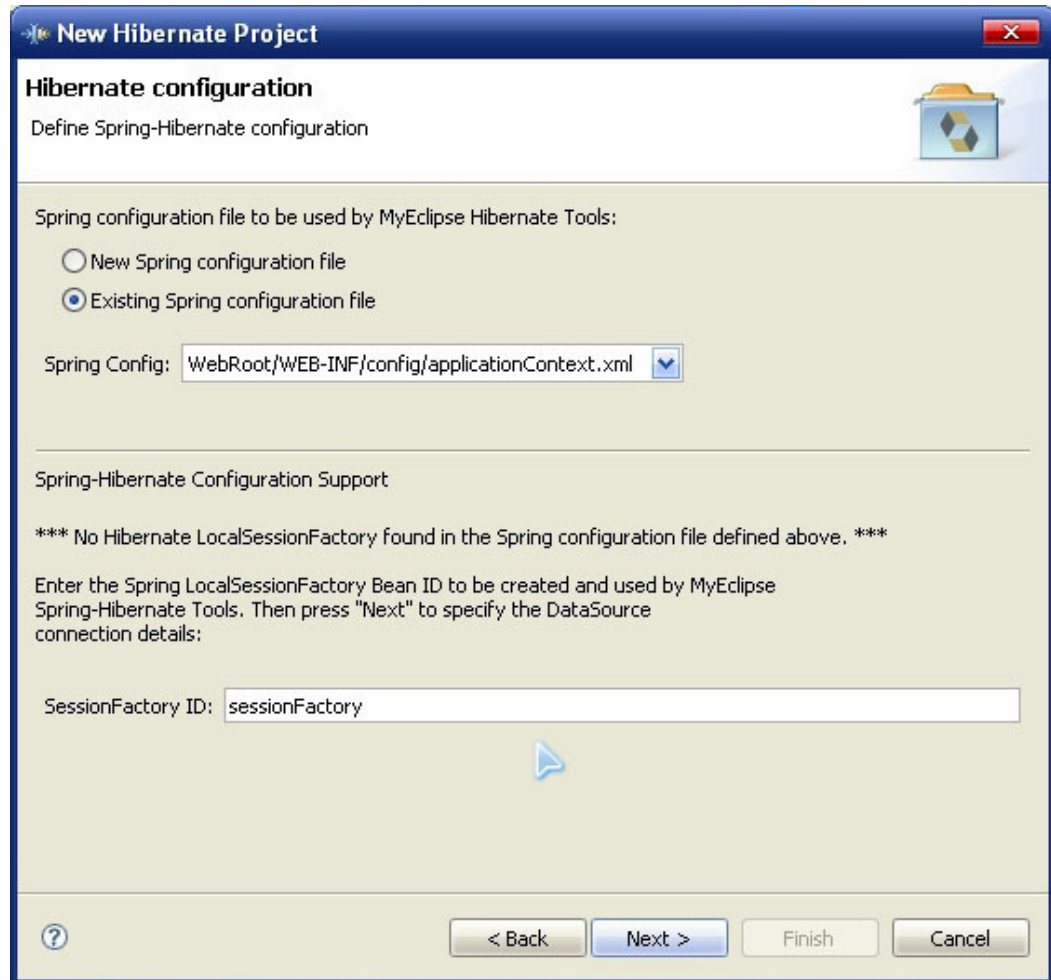 New Hibernate Project
Hibernate configuration
Define Spring-Hibernate configuration
Spring configuration file to be used by MyEclipse Hibernate Tools:
New Spring configuration file
Existing Spring configuration file
Spring Config: WebRoot/WEB-INF/config/applicationContext.xml
Spring-Hibernate Configuration Support
*** No Hibernate LocalSessionFactory found in the Spring configuration file defined above. ***
Enter the Spring LocalSessionFactory Bean ID to be created and used by MyEclipse
Spring-Hibernate Tools. Then press "Next" to specify the DataSource
connection details:
SessionFactory ID: sessionFactory
? < Back Next > Finish Cancel